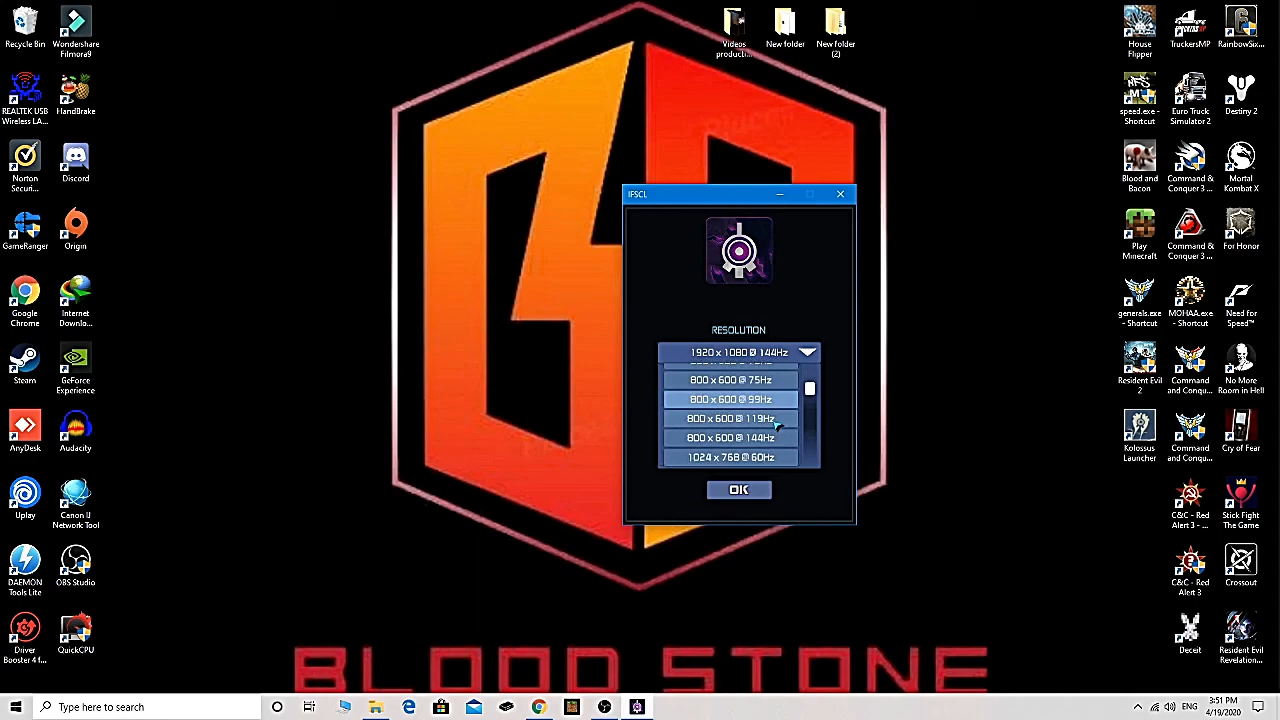 Recycle Bin
Wondershare
Filmora9
REALTEK USB
Wireless LA...
HandBrake
Norton
Securi...
Discord
GameRanger
Origin
Google
Chrome
Internet
Downlo...
Steam
GeForce
Experience
AnyDesk
Audacity
Uplay
Canon IJ
Network Tool
DAEMON
Tools Lite
OBS Studio
Driver
Booster 4 f...
QuickCPU
Videos
producti...
New folder
New folder
(2)
IFSCL
RESOLUTION
1920 x 1080 @ 144Hz
800 x 600 @ 75Hz
800 x 600 @ 99Hz
800 x 600 @ 119Hz
800 x 600 @ 144Hz
1024 x 768 @ 60Hz
OK
BLOOD STONE
House
Flipper
TruckersMP
RainbowSix...
speed.exe -
Shortcut
Euro Truck
Simulator 2
Destiny 2
Blood and
Bacon
Command &
Conquer 3 ...
Mortal
Kombat X
Play
Minecraft
Command &
Conquer 3 ...
For Honor
generals.exe
- Shortcut
MOHAA.exe
- Shortcut
Need for
Speed™
Resident Evil
2
Command
and Conqu...
No More
Room in Hell
Kolossus
Launcher
Command
and Conqu...
Cry of Fear
C&C - Red
Alert 3 - ...
Stick Fight
The Game
C&C - Red
Alert 3
Crossout
Deceit
Resident Evil
Revelation...
Type here to search
ENG
3:51 PM
4/19/2020